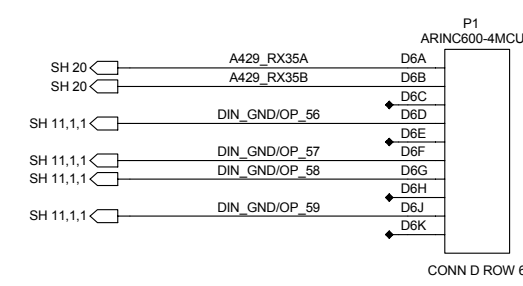 P1
ARINC600-4MCU
SH 20 A429_RX35A D6A
SH 20 A429_RX35B D6B
D6C
SH 11,1,1 DIN_GND/OP_56 D6D
D6E
SH 11,1,1 DIN_GND/OP_57 D6F
SH 11,1,1 DIN_GND/OP_58 D6G
D6H
SH 11,1,1 DIN_GND/OP_59 D6J
D6K
CONN D ROW 6